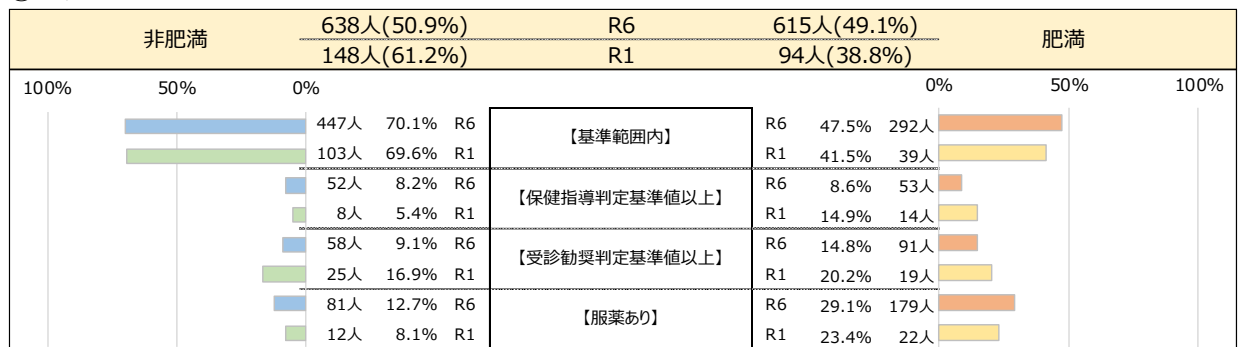 638人(50.9%) R6 615人(49.1%)
非肥満 肥満
148人(61.2%) R1 94人(38.8%)
100% 50% 0% 0% 50% 100%
447人 70.1% R6 【基準範囲内】 R6 47.5% 292人
103人 69.6% R1 R1 41.5% 39人
52人 8.2% R6 【保健指導判定基準値以上】 R6 8.6% 53人
8人 5.4% R1 R1 14.9% 14人
58人 9.1% R6 【受診勧奨判定基準値以上】 R6 14.8% 91人
25人 16.9% R1 R1 20.2% 19人
81人 12.7% R6 【服薬あり】 R6 29.1% 179人
12人 8.1% R1 R1 23.4% 22人